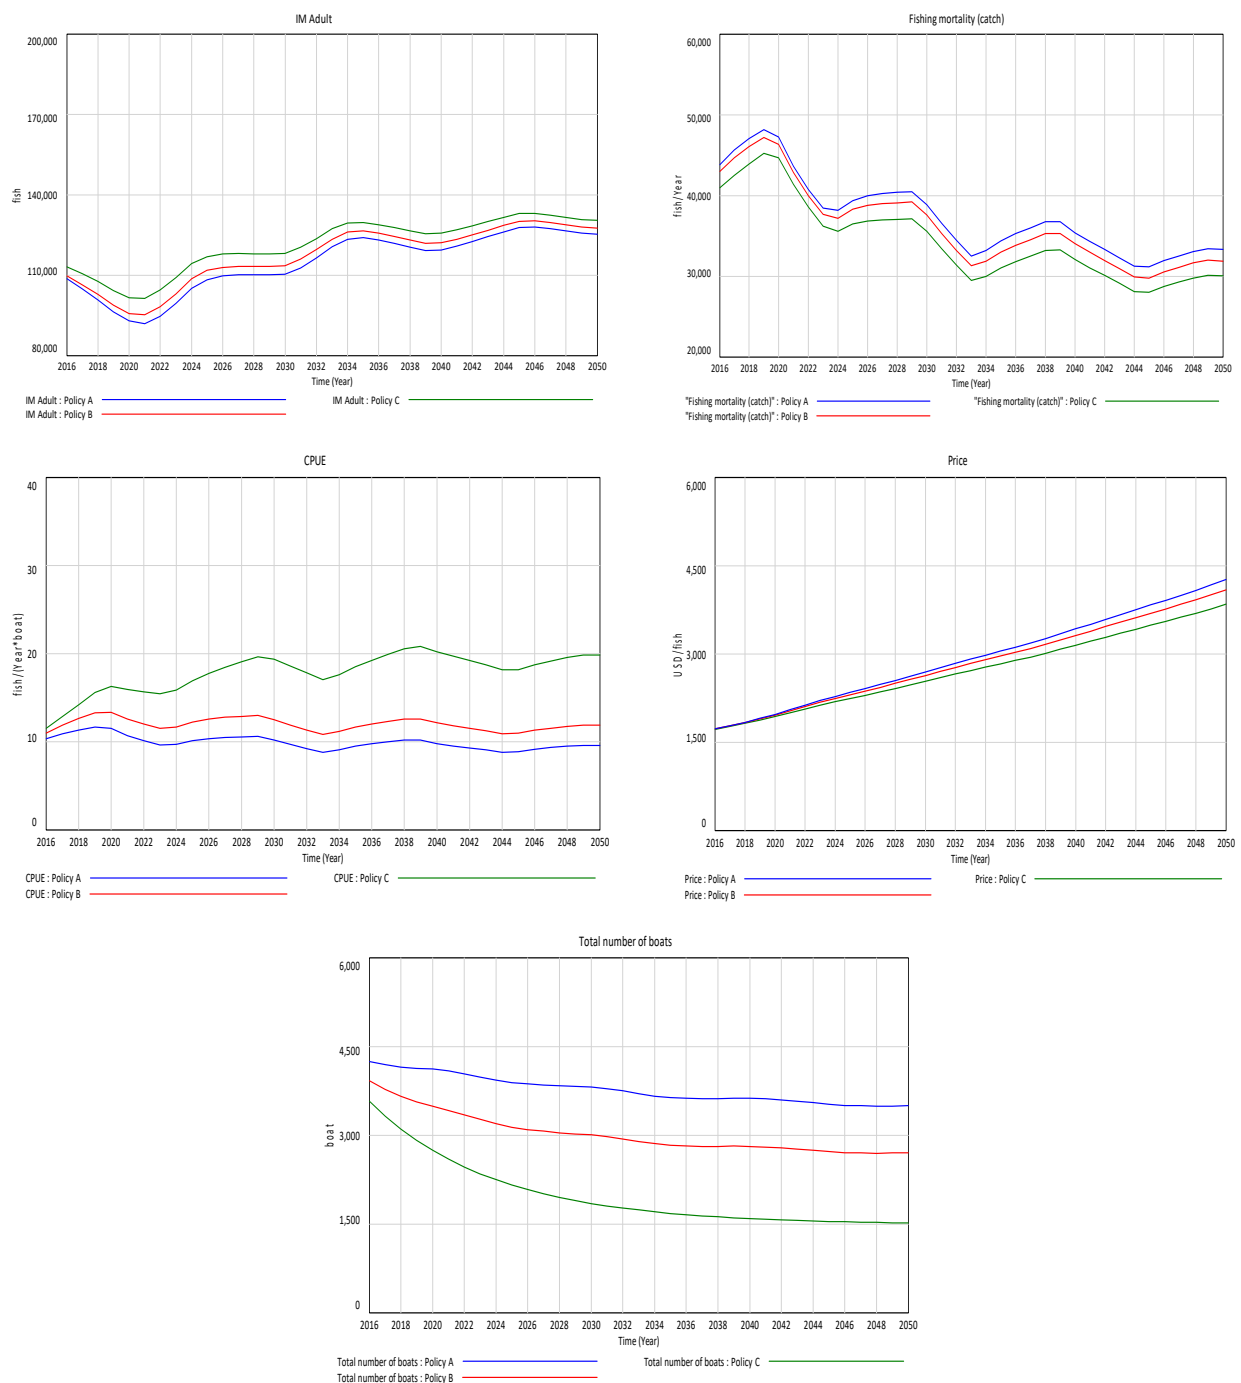 IM Adult
200,000
170,000
140,000
110,000
80,000
fish
2016 2018 2020 2022 2024 2026 2028 2030 2032 2034 2036 2038 2040 2042 2044 2046 2048 2050
Time (Year)
IM Adult : Policy A
IM Adult : Policy B
IM Adult : Policy C
Fishing mortality (catch)
60,000
50,000
40,000
30,000
20,000
fish/Year
2016 2018 2020 2022 2024 2026 2028 2030 2032 2034 2036 2038 2040 2042 2044 2046 2048 2050
Time (Year)
"Fishing mortality (catch)" : Policy A
"Fishing mortality (catch)" : Policy B
"Fishing mortality (catch)" : Policy C
CPUE
40
30
20
10
0
fish/(Year*boat)
2016 2018 2020 2022 2024 2026 2028 2030 2032 2034 2036 2038 2040 2042 2044 2046 2048 2050
Time (Year)
CPUE : Policy A
CPUE : Policy B
CPUE : Policy C
Price
6,000
4,500
3,000
1,500
0
USD/fish
2016 2018 2020 2022 2024 2026 2028 2030 2032 2034 2036 2038 2040 2042 2044 2046 2048 2050
Time (Year)
Price : Policy A
Price : Policy B
Price : Policy C
Total number of boats
6,000
4,500
3,000
1,500
0
boat
2016 2018 2020 2022 2024 2026 2028 2030 2032 2034 2036 2038 2040 2042 2044 2046 2048 2050
Time (Year)
Total number of boats : Policy A
Total number of boats : Policy B
Total number of boats : Policy C